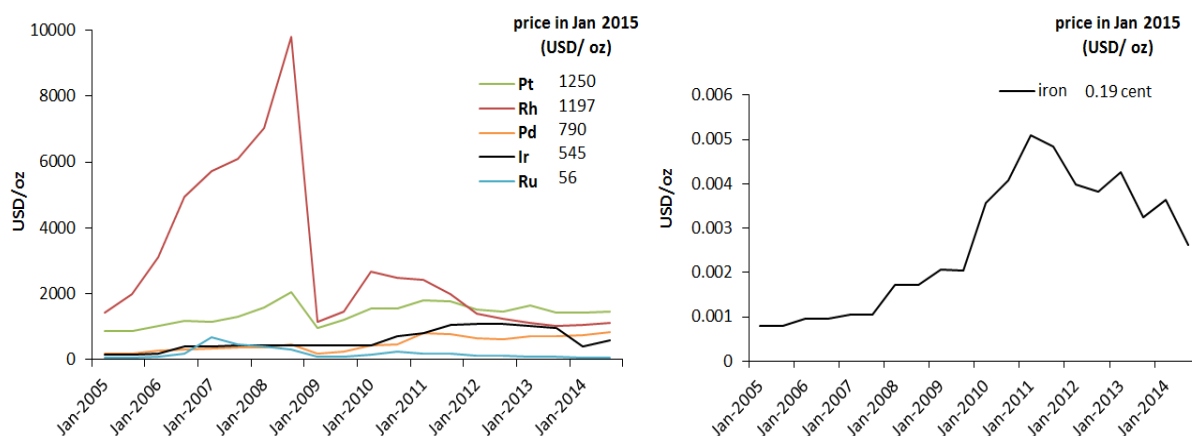 price in Jan 2015
(USD/ oz)
Pt 1250
Rh 1197
Pd 790
Ir 545
Ru 56
10000
8000
6000
4000
2000
0
USD/oz
Jan-2005
Jan-2006
Jan-2007
Jan-2008
Jan-2009
Jan-2010
Jan-2011
Jan-2012
Jan-2013
Jan-2014
price in Jan 2015
(USD/ oz)
iron 0.19 cent
0.006
0.005
0.004
0.003
0.002
0.001
0
USD/oz
Jan-2005
Jan-2006
Jan-2007
Jan-2008
Jan-2009
Jan-2010
Jan-2011
Jan-2012
Jan-2013
Jan-2014